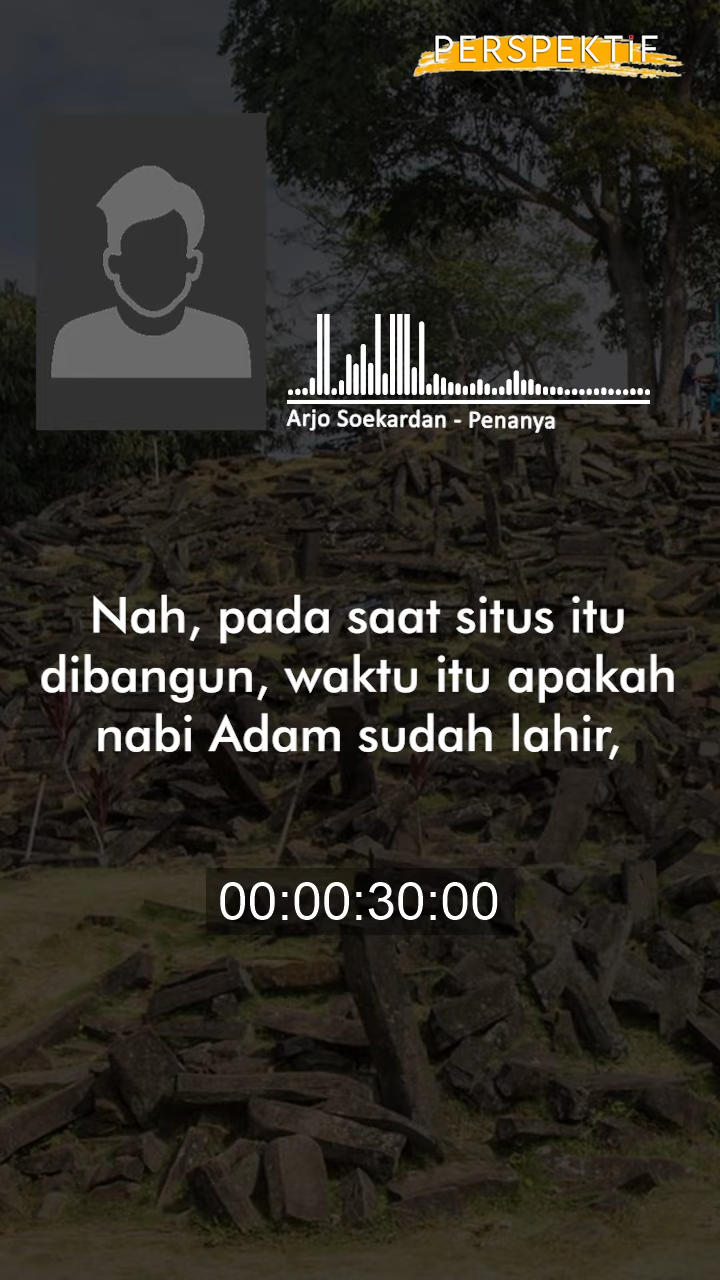 PERSPEKTiF
Arjo Soekardan - Penanya
Nah, pada saat situs itu
dibangun, waktu itu apakah
nabi Adam sudah lahir,
00:00:30:00